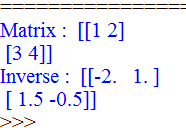 ================
Matrix :  [[1 2]
 [3 4]]
Inverse :  [[-2.   1. ]
 [ 1.5 -0.5]]
>>>